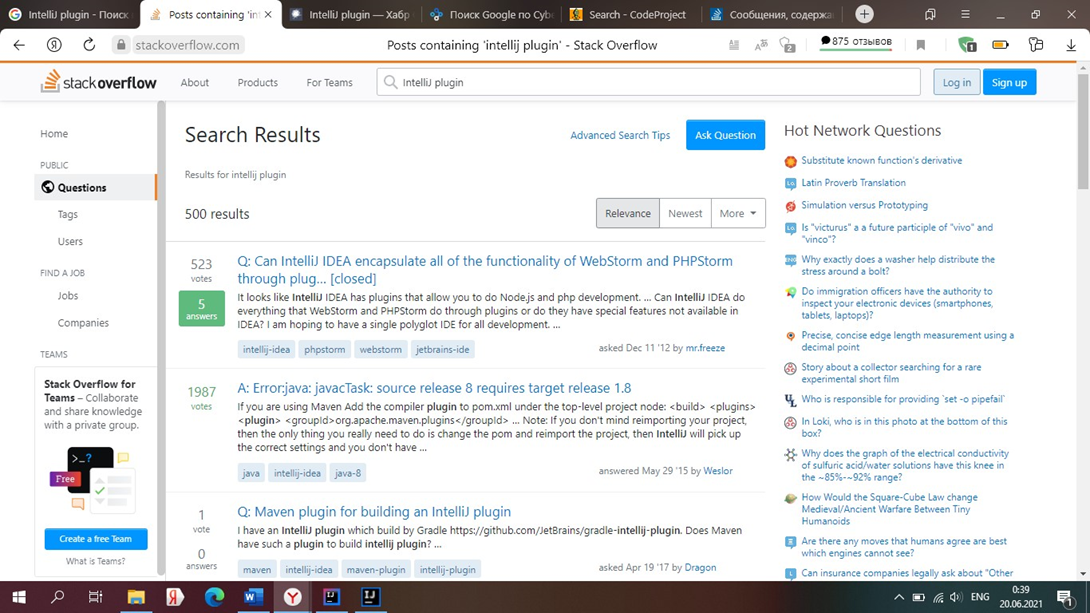 IntelliJ plugin - Поиск
Posts containing 'int
IntelliJ plugin — Хабр
Поиск Google по Cybe
Search - CodeProject
Сообщения, содержа
stackoverflow.com
Posts containing 'intellij plugin' - Stack Overflow
875 отзывов
1
stackoverflow
About
Products
For Teams
IntelliJ plugin
Log in
Sign up
Home
PUBLIC
Questions
Tags
Users
FIND A JOB
Jobs
Companies
TEAMS
Stack Overflow for
Teams – Collaborate
and share knowledge
with a private group.
>_?
Free
Create a free Team
What is Teams?
Search Results
Advanced Search Tips
Ask Question
Results for intellij plugin
500 results
Relevance
Newest
More
523
votes
5
answers
Q: Can IntelliJ IDEA encapsulate all of the functionality of WebStorm and PHPStorm
through plug... [closed]
It looks like IntelliJ IDEA has plugins that allow you to do Node.js and php development. ... Can IntelliJ IDEA do
everything that WebStorm and PHPStorm do through plugins or do they have special features not available in
IDEA? I am hoping to have a single polyglot IDE for all development. ...
intellij-idea
phpstorm
webstorm
jetbrains-ide
asked Dec 11 '12 by mr.freeze
1987
votes
A: Error:java: javacTask: source release 8 requires target release 1.8
If you are using Maven Add the compiler plugin to pom.xml under the top-level project node: <build> <plugins>
<plugin> <groupId>org.apache.maven.plugins</groupId> ... Note: If you don't mind reimporting your project,
then the only thing you really need to do is change the pom and reimport the project, then IntelliJ will pick up
the correct settings and you don't have ...
java
intellij-idea
java-8
answered May 29 '15 by Weslor
1
vote
0
answers
Q: Maven plugin for building an IntelliJ plugin
I have an IntelliJ plugin which build by Gradle https://github.com/JetBrains/gradle-intellij-plugin. Does Maven
have such a plugin to build intellij plugin? ...
maven
intellij-idea
maven-plugin
intellij-plugin
asked Apr 19 '17 by Dragon
Hot Network Questions
Substitute known function's derivative
Latin Proverb Translation
Simulation versus Prototyping
Is "victurus" a a future participle of "vivo" and
"vinco"?
Why exactly does a washer help distribute the
stress around a bolt?
Do immigration officers have the authority to
inspect your electronic devices (smartphones,
tablets, laptops)?
Precise, concise edge length measurement using a
decimal point
Story about a collector searching for a rare
experimental short film
Who is responsible for providing `set -o pipefail`
In Loki, who is in this photo at the bottom of this
box?
Why does the graph of the electrical conductivity
of sulfuric acid/water solutions have this knee in
the ~85%-~92% range?
How Would the Square-Cube Law change
Medieval/Ancient Warfare Between Tiny
Humanoids
Are there any moves that humans agree are best
which engines cannot see?
Can insurance companies legally ask about "Other
ENG
0:39
20.06.2021
1